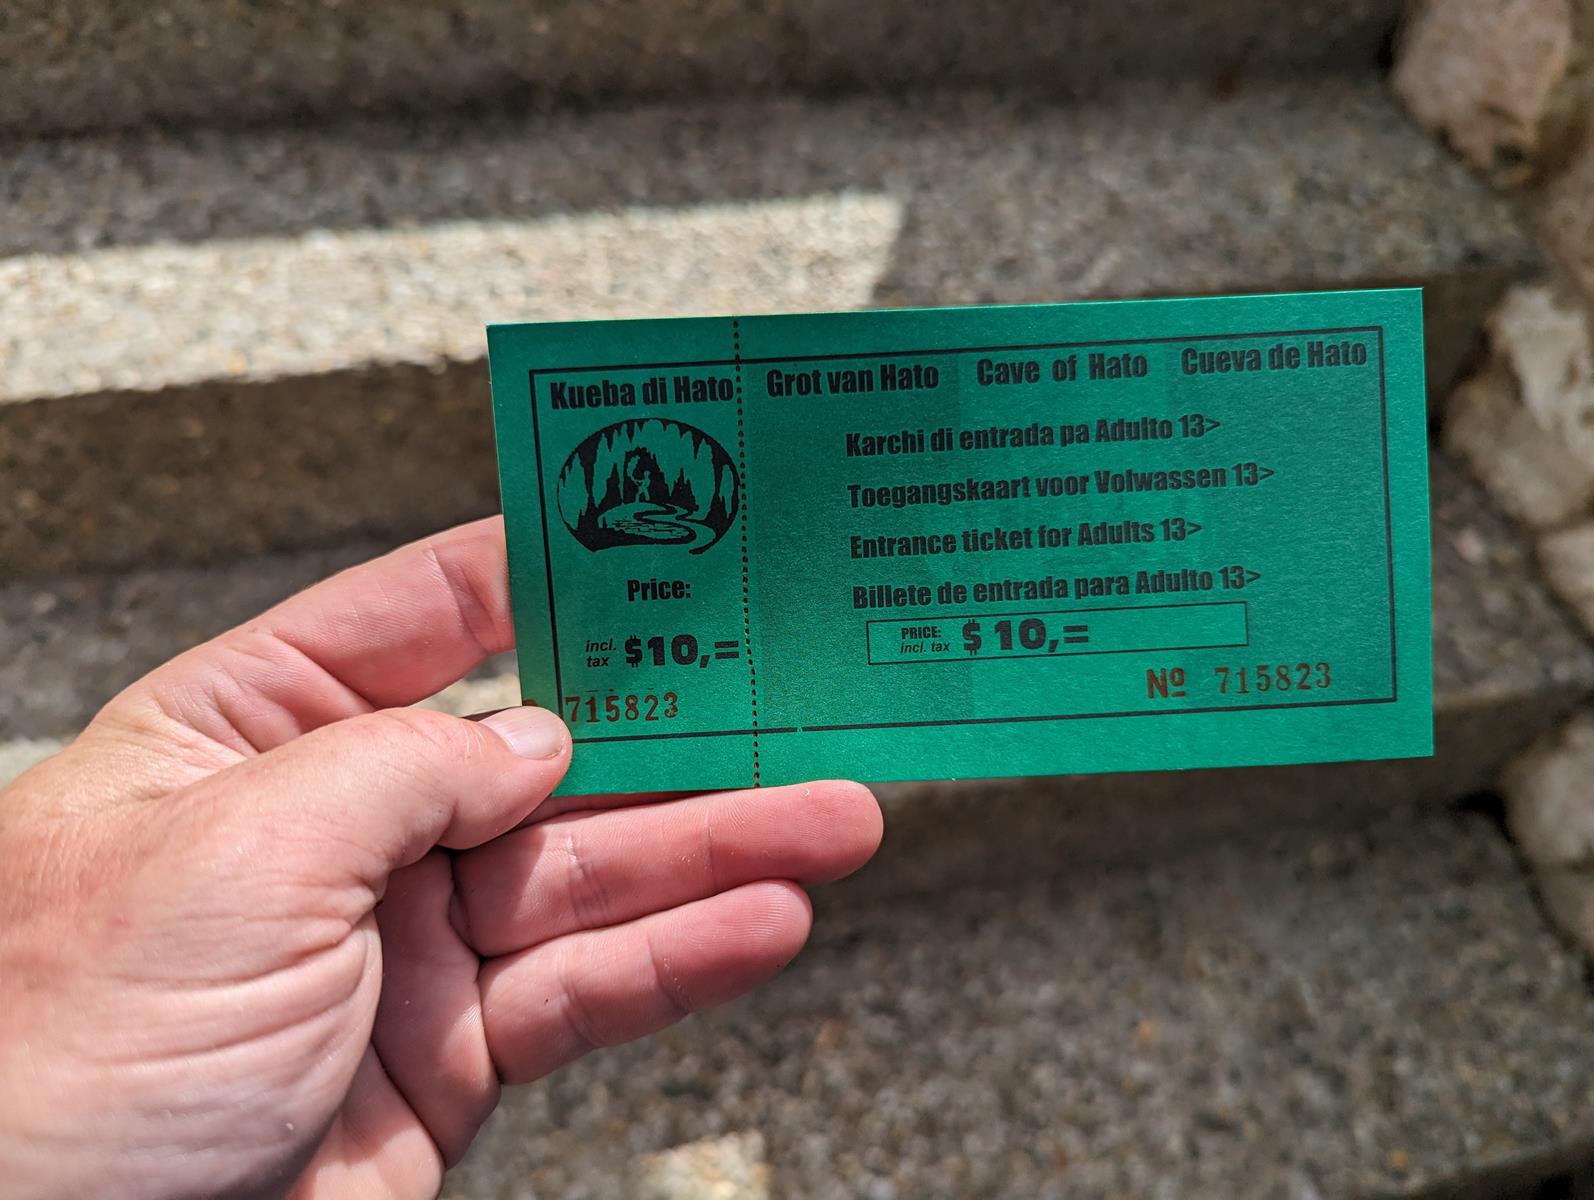 Kueba di Hato Grot van Hato Cave of Hato Cueva de Hato
Karchi di entrada pa Adulto 13>
Toegangskaart voor Volwassen 13>
Entrance ticket for Adults 13>
Billete de entrada para Adulto 13>
Price:
incl. tax $10,=
715823
PRICE: incl. tax $10,=
Nº 715823